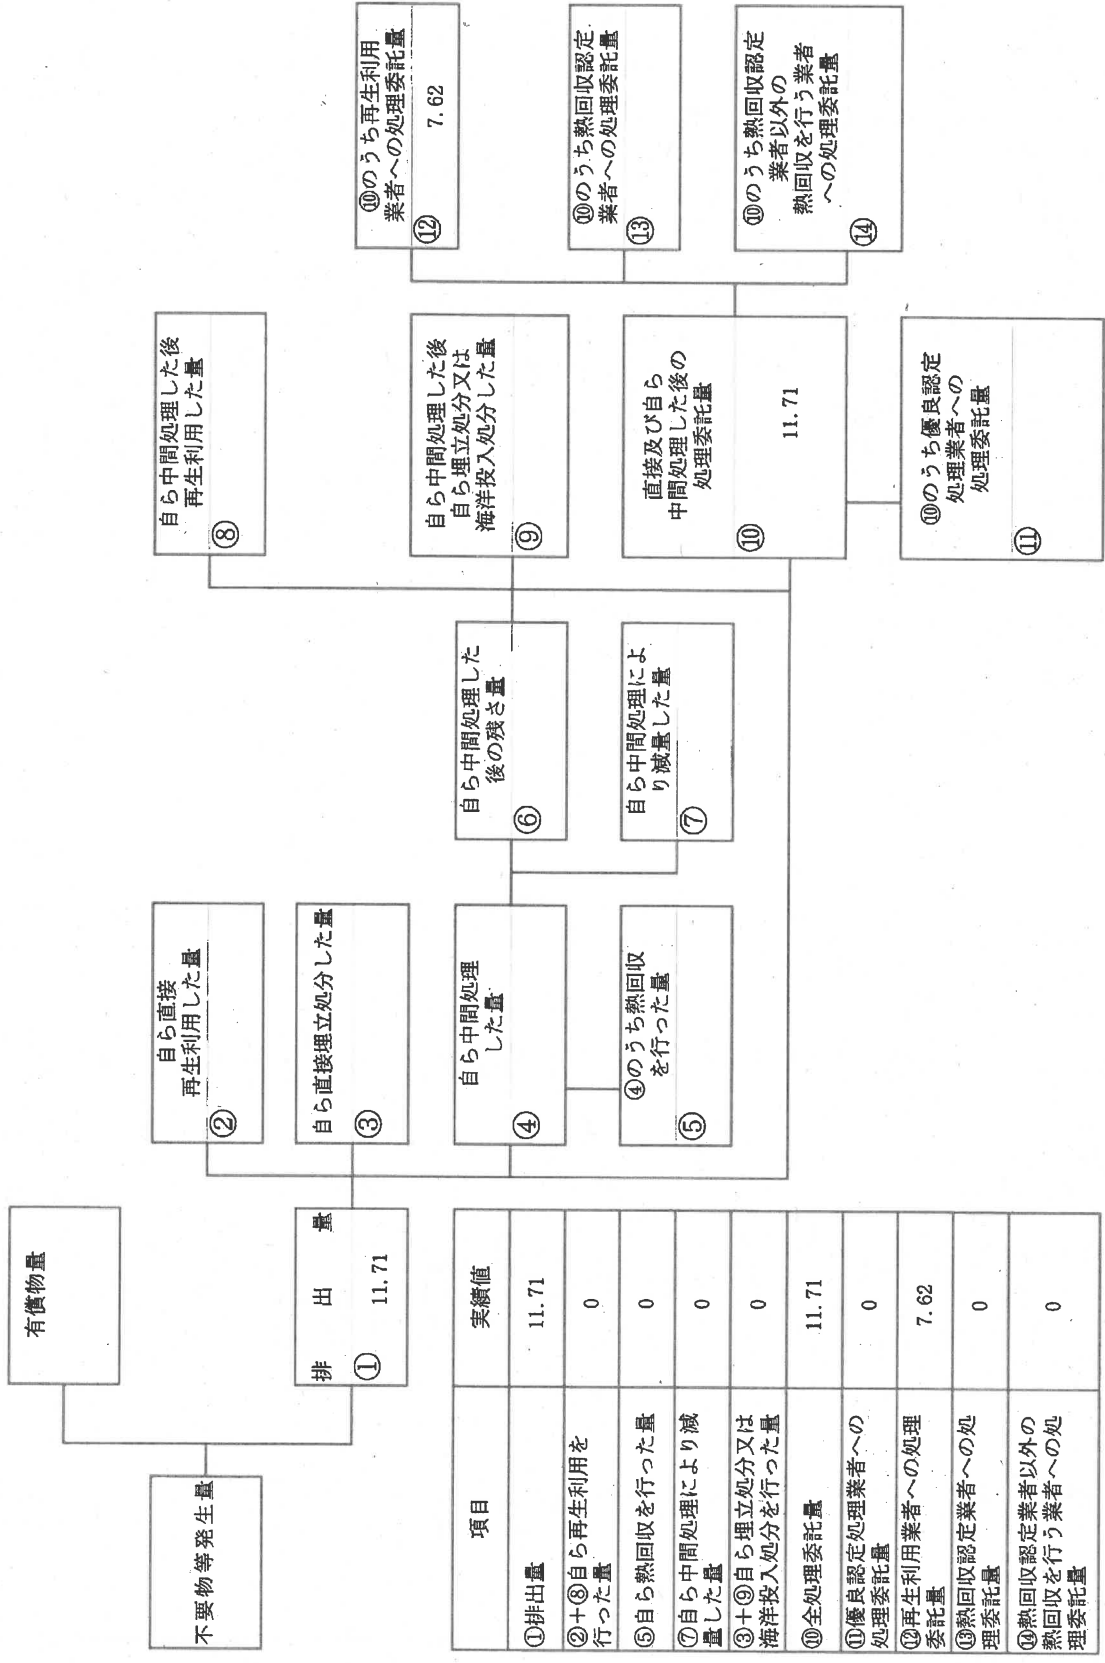 有償物量
不要物等発生量
排出量
①
11.71
自ら直接
再生利用した量
②
自ら直接埋立処分した量
③
自ら中間処理
した量
④
④のうち熱回収
を行った量
⑤
自ら中間処理した
後の残さ量
⑥
自ら中間処理によ
り減量した量
⑦
自ら中間処理した後
再生利用した量
⑧
自ら中間処理した後
自ら埋立処分又は
海洋投入処分した量
⑨
直接及び自ら
中間処理した後の
処理委託量
⑩
11.71
⑩のうち優良認定
処理業者への
処理委託量
⑪
⑩のうち再生利用
業者への処理委託量
⑫
7.62
⑩のうち熱回収認定
業者への処理委託量
⑬
⑩のうち熱回収認定
業者以外の
熱回収を行う業者
への処理委託量
⑭
項目 実績値
①排出量 11.71
②+⑧自ら再生利用を
行った量 0
⑤自ら熱回収を行った量 0
⑦自ら中間処理により減
量した量 0
③+⑨自ら埋立処分又は
海洋投入処分を行った量 0
⑩全処理委託量 11.71
⑪優良認定処理業者への
処理委託量 0
⑫再生利用業者への処理
委託量 7.62
⑬熱回収認定業者への処
理委託量 0
⑭熱回収認定業者以外の
熱回収を行う業者への処
理委託量 0